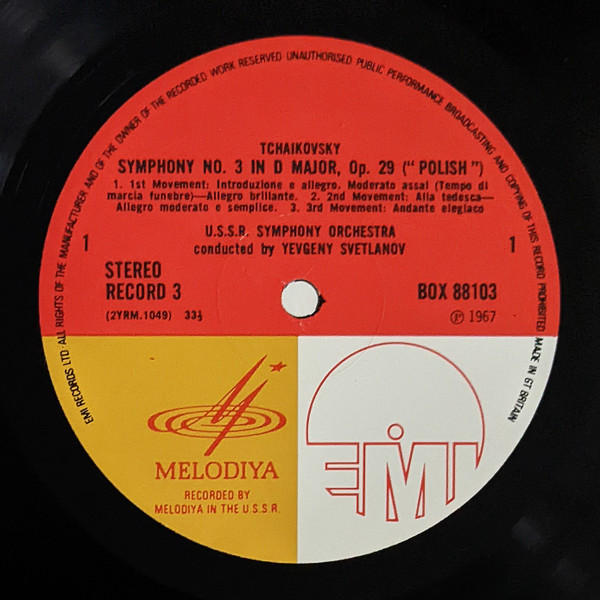 EMI RECORDS LTD · ALL RIGHTS OF THE MANUFACTURER AND OF THE OWNER OF THE RECORDED WORK RESERVED UNAUTHORISED PUBLIC PERFORMANCE BROADCASTING AND COPYING OF THIS RECORD PROHIBITED MADE IN GT BRITAIN
TCHAIKOVSKY
SYMPHONY NO. 3 IN D MAJOR, Op. 29 ("POLISH")
1. 1st Movement: Introduzione e allegro. Moderato assai (Tempo di
marcia funebre)—Allegro brillante. 2. 2nd Movement: Alla tedesca—
Allegro moderato e semplice. 3. 3rd Movement: Andante elegiaco
U.S.S.R. SYMPHONY ORCHESTRA
conducted by YEVGENY SVETLANOV
1 1
STEREO
RECORD 3 BOX 88103
(2YRM.1049) 33⅓ ℗ 1967
MELODIYA
RECORDED BY
MELODIYA IN THE U.S.S.R.
EMI